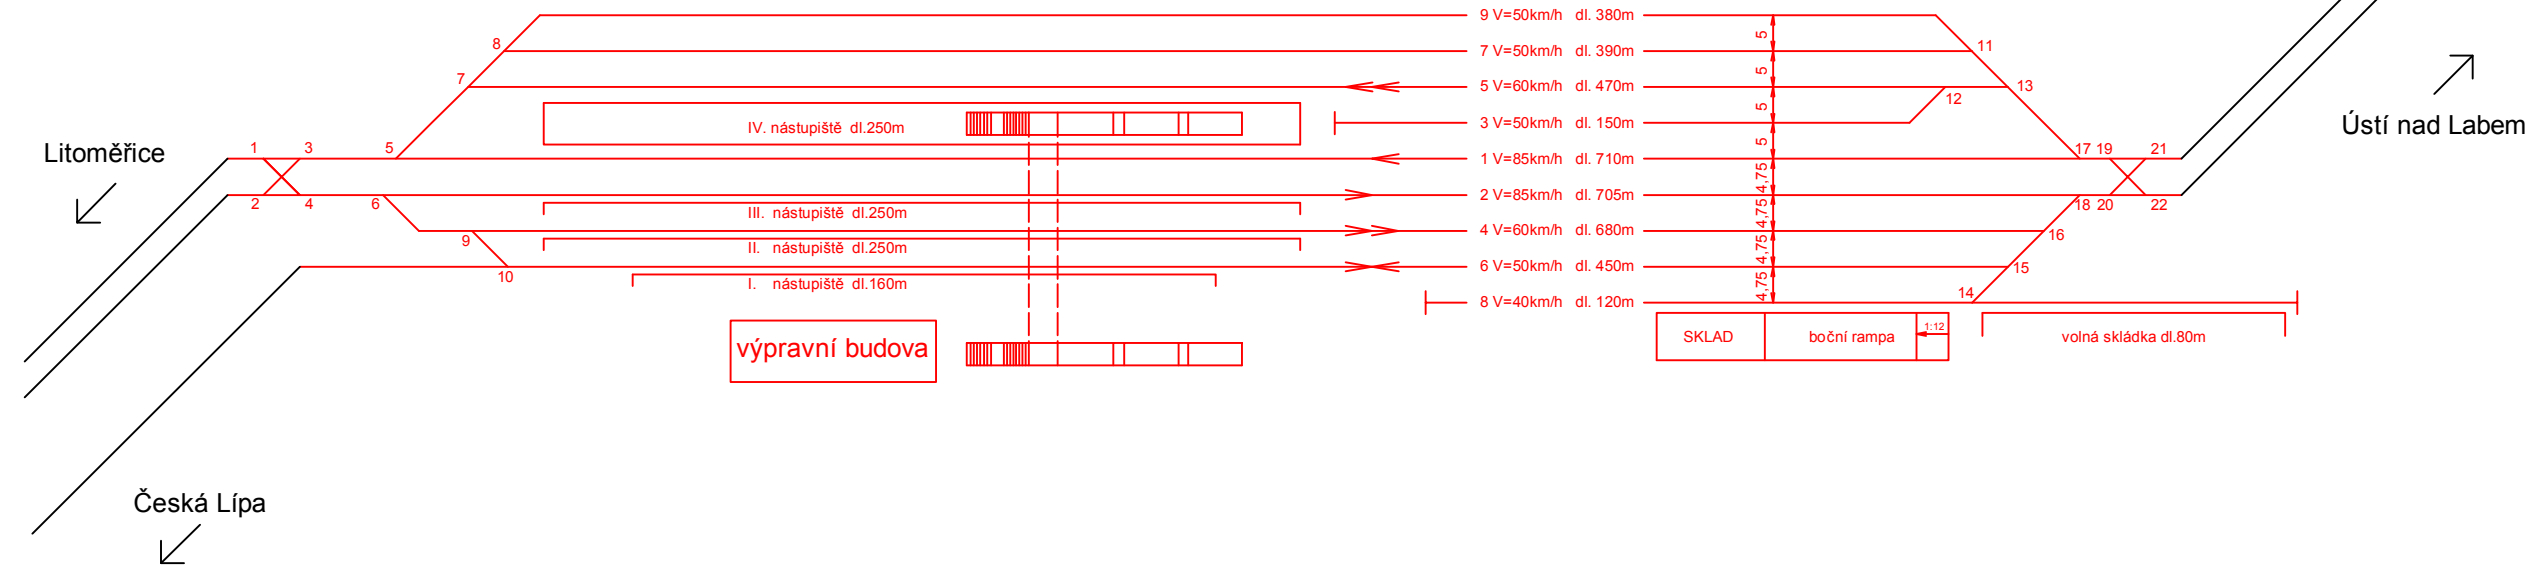 9 V=50km/h dl. 380m
8
11
5
7 V=50km/h dl. 390m
7
5
5 V=60km/h dl. 470m
13
12
Ústí nad Labem
IV. nástupiště dl.250m
3 V=50km/h dl. 150m
5
Litoměřice
1
3
5
1 V=85km/h dl. 710m
17 19
21
4,75
2
4
6
2 V=85km/h dl. 705m
18 20
22
III. nástupiště dl.250m
4,75
9
4 V=60km/h dl. 680m
16
II. nástupiště dl.250m
4,75
10
6 V=50km/h dl. 450m
15
I. nástupiště dl.160m
4,75
8 V=40km/h dl. 120m
14
výpravní budova
SKLAD
boční rampa
1:12
volná skládka dl.80m
Česká Lípa